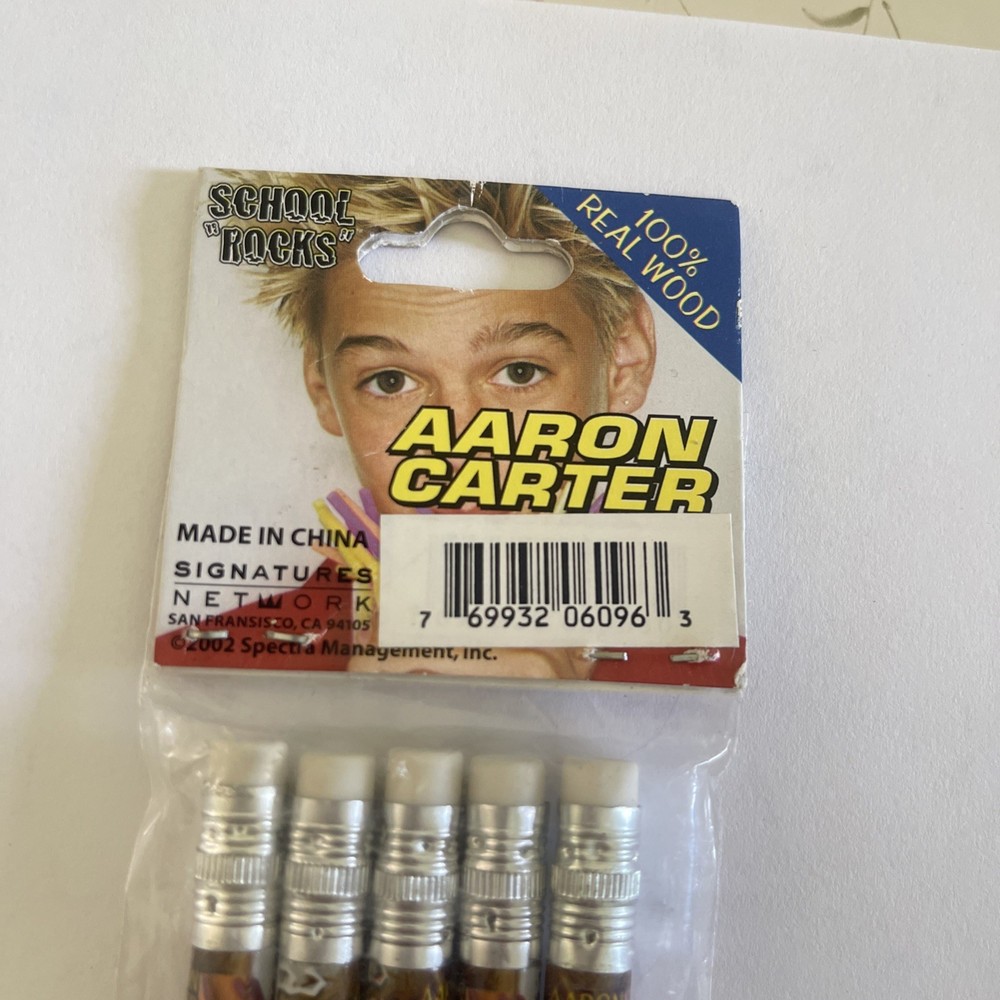 SCHOOL
"ROCKS"
100%
REAL WOOD
AARON
CARTER
MADE IN CHINA
SIGNATURES
NETWORK
SAN FRANSISCO, CA 94105
©2002 Spectra Management, Inc.
7 69932 06096 3
AARON